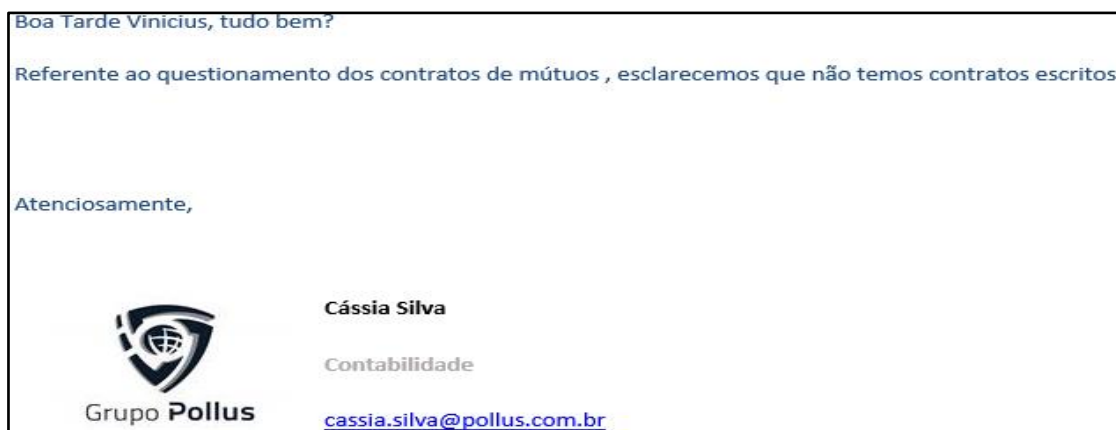 Boa Tarde Vinicius, tudo bem?
Referente ao questionamento dos contratos de mútuos , esclarecemos que não temos contratos escritos
Atenciosamente,
Cássia Silva
Contabilidade
Grupo Pollus
cassia.silva@pollus.com.br